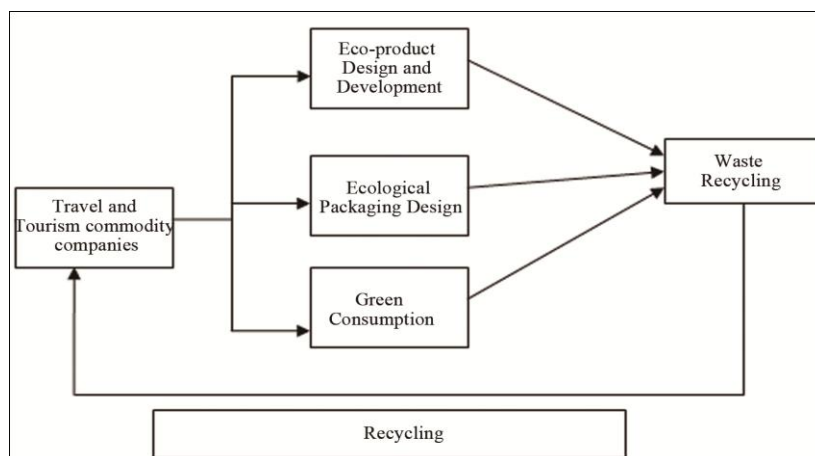 Eco-product
Design and
Development
Ecological
Packaging Design
Green
Consumption
Travel and
Tourism commodity
companies
Waste
Recycling
Recycling